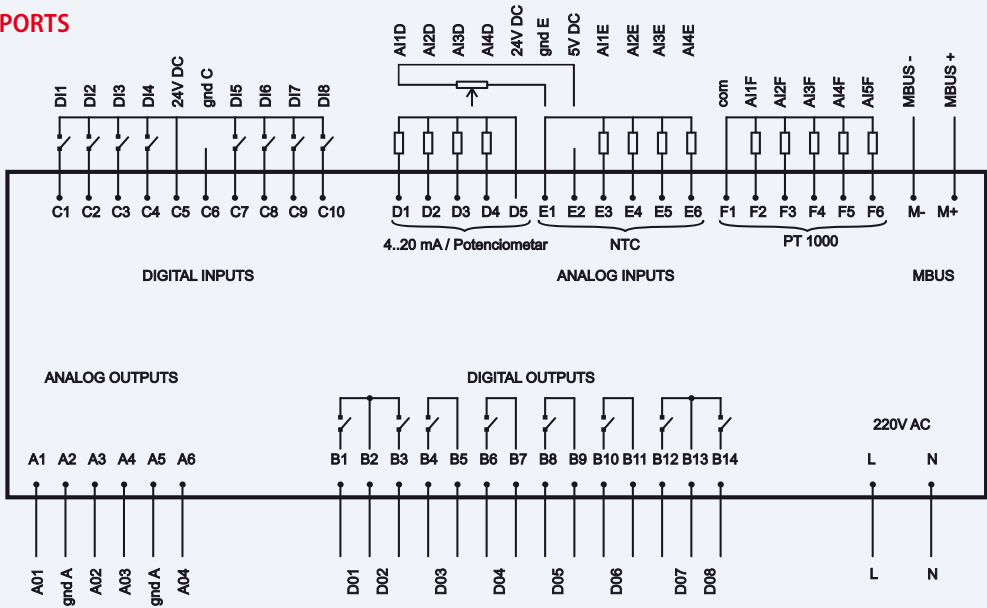 PORTS
DI1 DI2 DI3 DI4 24V DC gnd C DI5 DI6 DI7 DI8
AI1D AI2D AI3D AI4D 24V DC gnd E 5V DC AI1E AI2E AI3E AI4E
com AI1F AI2F AI3F AI4F AI5F
MBUS - MBUS +
C1 C2 C3 C4 C5 C6 C7 C8 C9 C10
D1 D2 D3 D4 D5 E1 E2 E3 E4 E5 E6
F1 F2 F3 F4 F5 F6 M- M+
4..20 mA / Potenciometar NTC PT 1000
DIGITAL INPUTS ANALOG INPUTS MBUS
ANALOG OUTPUTS DIGITAL OUTPUTS
220V AC
A1 A2 A3 A4 A5 A6 B1 B2 B3 B4 B5 B6 B7 B8 B9 B10 B11 B12 B13 B14 L N
A01 gnd A A02 A03 gnd A A04 D01 D02 D03 D04 D05 D06 D07 D08 L N